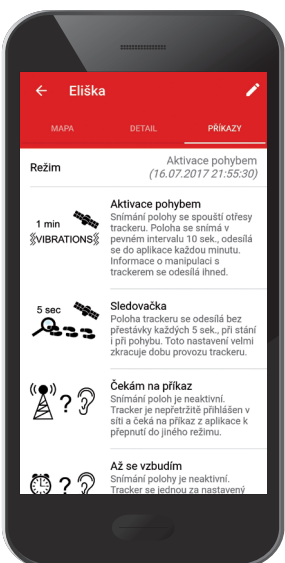 Eliška
MAPA DETAIL PŘÍKAZY
Režim
Aktivace pohybem
(16.07.2017 21:55:30)
1 min
VIBRATIONS
Aktivace pohybem
Snímání polohy se spouští otřesy
trackeru. Poloha se snímá v
pevném intervalu 10 sek., odesílá
se do aplikace každou minutu.
Informace o manipulaci s
trackerem se odesílá ihned.
5 sec
Sledovačka
Poloha trackeru se odesílá bez
přestávky každých 5 sek., při stání
i při pohybu. Toto nastavení velmi
zkracuje dobu provozu trackeru.
?
Čekám na příkaz
Snímání poloh je neaktivní.
Tracker je nepřetržitě přihlášen v
síti a čeká na příkaz z aplikace k
přepnutí do jiného režimu.
?
Až se vzbudím
Snímání polohy je neaktivní.
Tracker se jednou za nastavený